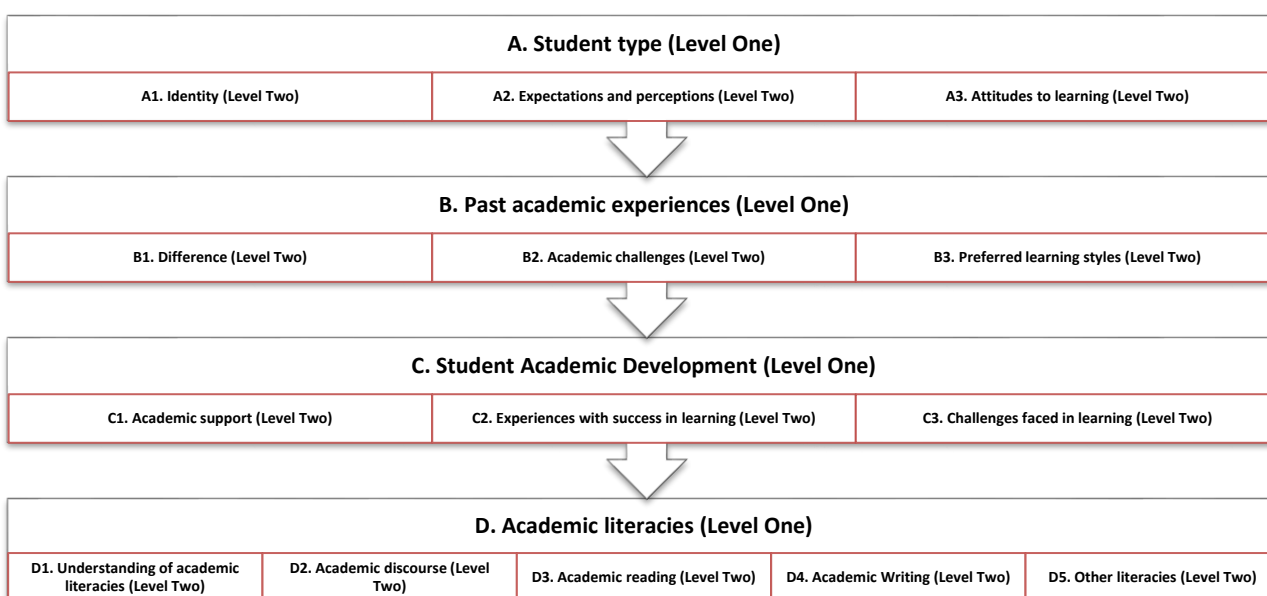 A. Student type (Level One)
A1. Identity (Level Two)
A2. Expectations and perceptions (Level Two)
A3. Attitudes to learning (Level Two)
B. Past academic experiences (Level One)
B1. Difference (Level Two)
B2. Academic challenges (Level Two)
B3. Preferred learning styles (Level Two)
C. Student Academic Development (Level One)
C1. Academic support (Level Two)
C2. Experiences with success in learning (Level Two)
C3. Challenges faced in learning (Level Two)
D. Academic literacies (Level One)
D1. Understanding of academic
literacies (Level Two)
D2. Academic discourse (Level
Two)
D3. Academic reading (Level Two)
D4. Academic Writing (Level Two)
D5. Other literacies (Level Two)